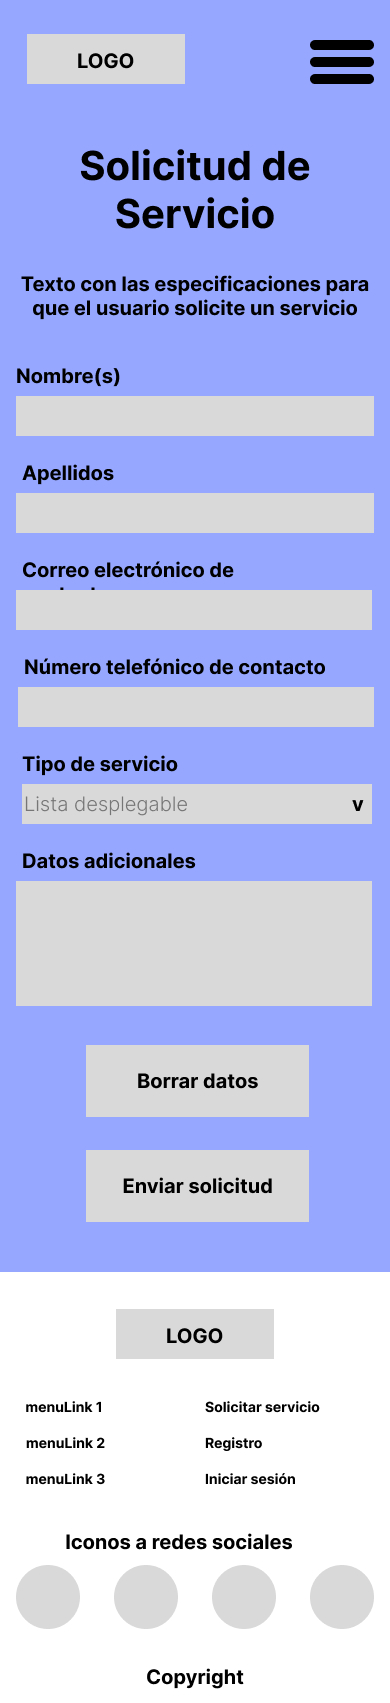 LOGO
Solicitud de
Servicio
Texto con las especificaciones para
que el usuario solicite un servicio
Nombre(s)
Apellidos
Correo electrónico de
Número telefónico de contacto
Tipo de servicio
Lista desplegable v
Datos adicionales
Borrar datos
Enviar solicitud
LOGO
menuLink 1 Solicitar servicio
menuLink 2 Registro
menuLink 3 Iniciar sesión
Iconos a redes sociales
Copyright